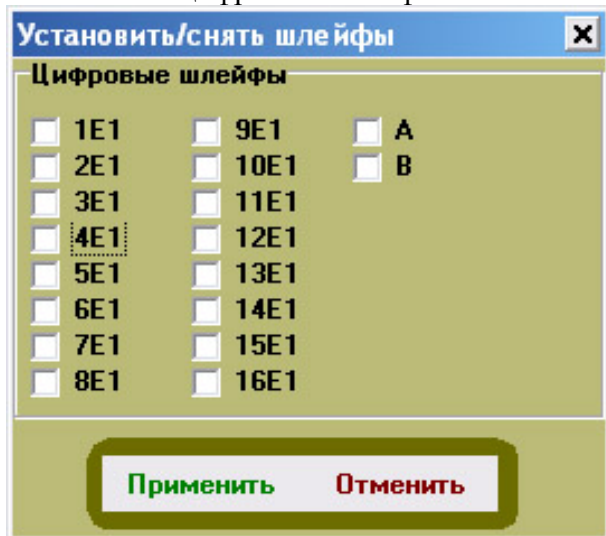 Установить/снять шлейфы
Цифровые шлейфы
1E1 9E1 A
2E1 10E1 B
3E1 11E1
4E1 12E1
5E1 13E1
6E1 14E1
7E1 15E1
8E1 16E1
Применить Отменить